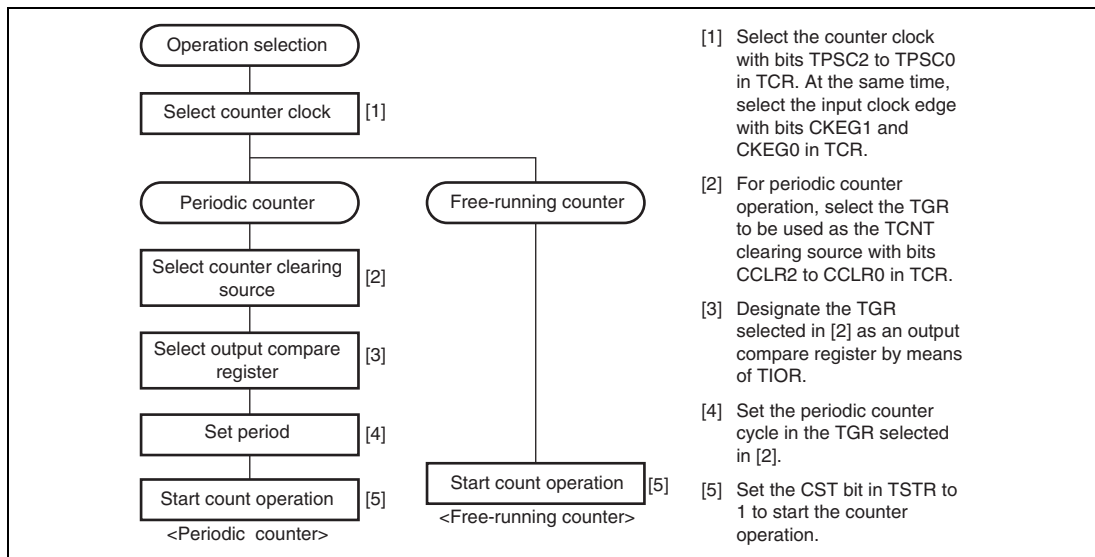 Operation selection
Select counter clock
[1]
Periodic counter
Free-running counter
Select counter clearing
source
[2]
Select output compare
register
[3]
Set period
[4]
Start count operation
[5]
<Periodic counter>
Start count operation
[5]
<Free-running counter>
[1] Select the counter clock
with bits TPSC2 to TPSC0
in TCR. At the same time,
select the input clock edge
with bits CKEG1 and
CKEG0 in TCR.
[2] For periodic counter
operation, select the TGR
to be used as the TCNT
clearing source with bits
CCLR2 to CCLR0 in TCR.
[3] Designate the TGR
selected in [2] as an output
compare register by means
of TIOR.
[4] Set the periodic counter
cycle in the TGR selected
in [2].
[5] Set the CST bit in TSTR to
1 to start the counter
operation.